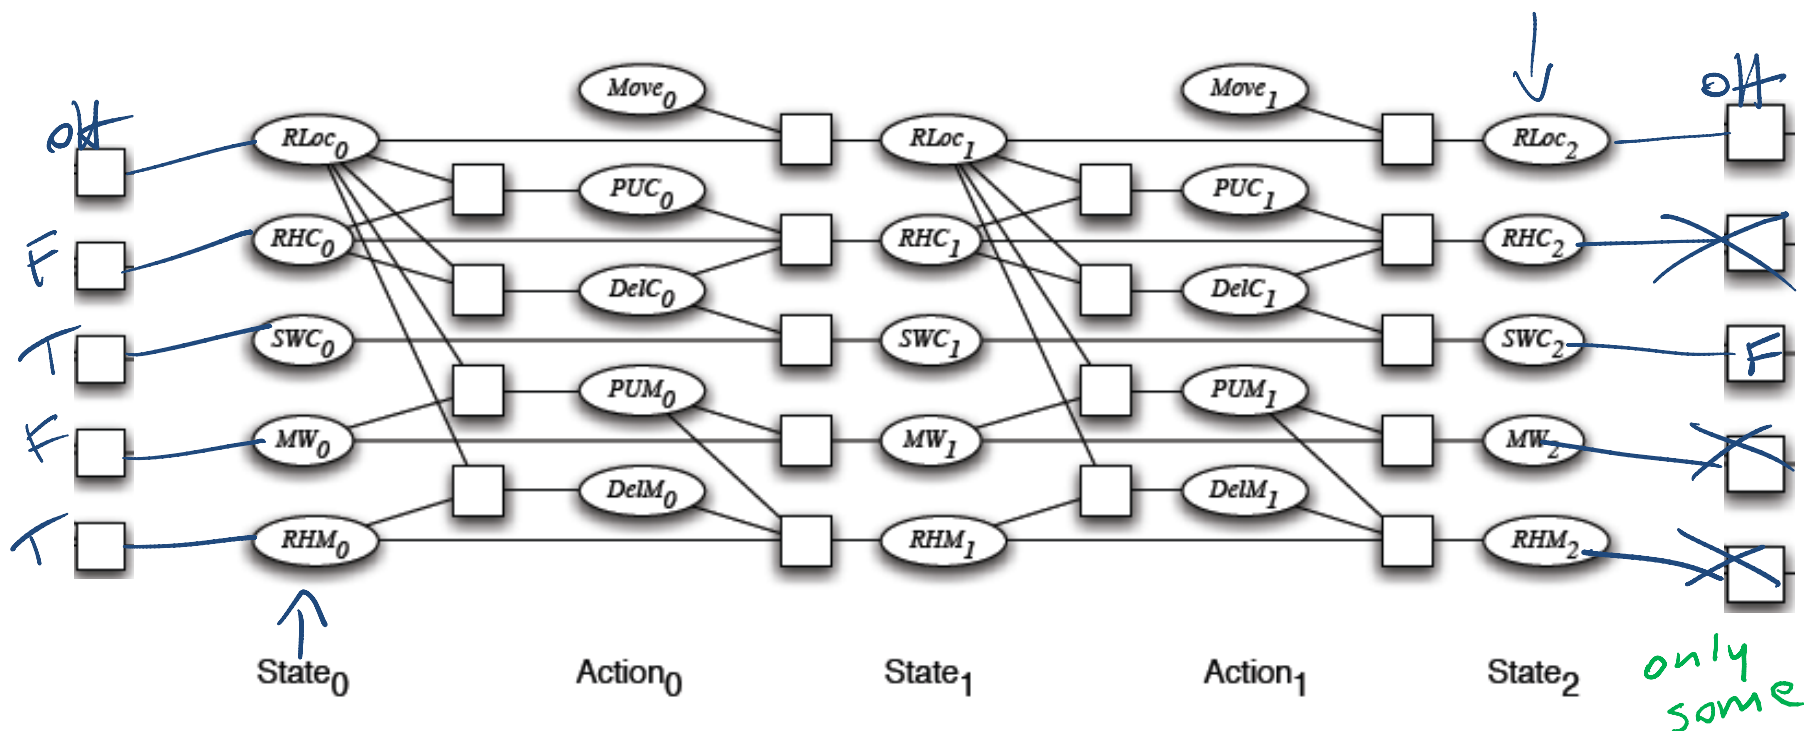 off
F
T
F
T
RLoc0
RHC0
SWC0
MW0
RHM0
Move0
PUC0
DelC0
PUM0
DelM0
RLoc1
RHC1
SWC1
MW1
RHM1
Move1
PUC1
DelC1
PUM1
DelM1
RLoc2
RHC2
SWC2
MW2
RHM2
off
F
State0
Action0
State1
Action1
State2
only
some